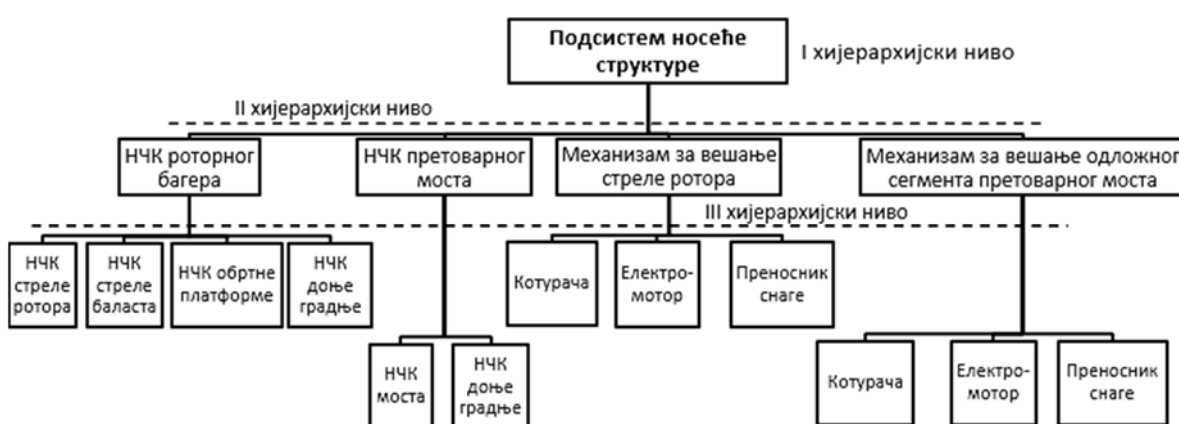 Подсистем носеће
структуре
I хијерархијски ниво
II хијерархијски ниво
НЧК роторног
багера
НЧК претоварног
моста
Механизам за вешање
стреле ротора
Механизам за вешање одложног
сегмента претоварног моста
III хијерархијски ниво
НЧК
стреле
ротора
НЧК
стреле
баласта
НЧК обртне
платформе
НЧК
доње
градње
Котурача
Електро-
мотор
Преносник
снаге
НЧК
моста
НЧК
доње
градње
Котурача
Електро-
мотор
Преносник
снаге